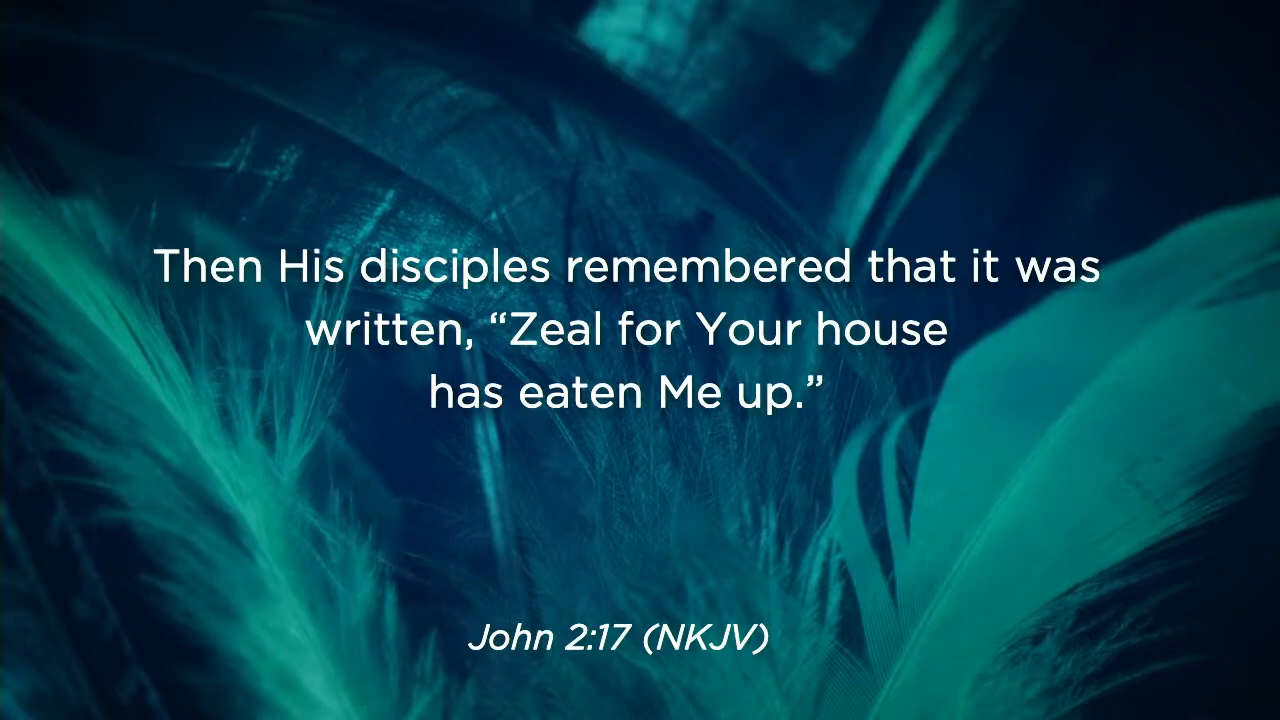 Then His disciples remembered that it was
written, “Zeal for Your house
has eaten Me up.”
John 2:17 (NKJV)